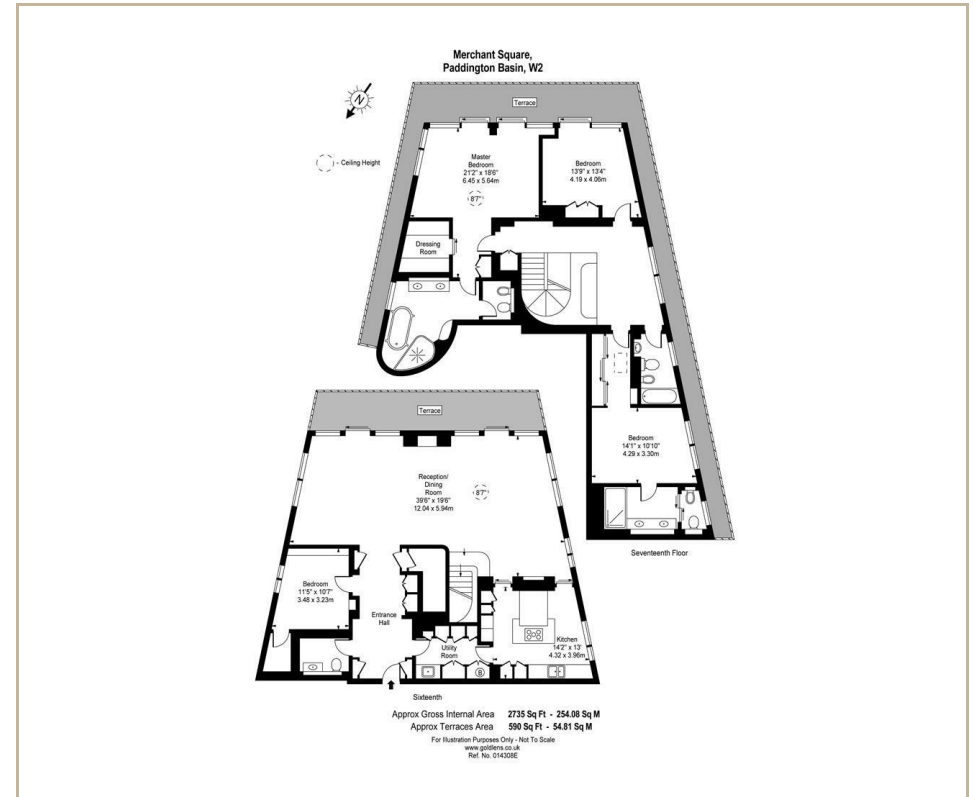 Merchant Square,
Paddington Basin, W2
N
Terrace
- Ceiling Height
Master
Bedroom
21'2" x 18'6"
6.45 x 5.64m
8'7"
Bedroom
13'9" x 13'4"
4.19 x 4.06m
Dressing
Room
Bedroom
14'1" x 10'10"
4.29 x 3.30m
Seventeenth Floor
Terrace
Reception/
Dining
Room
39'6" x 19'6"
12.04 x 5.94m
8'7"
Bedroom
11'5" x 10'7"
3.48 x 3.23m
Entrance
Hall
Utility
Room
B
Kitchen
14'2" x 13'
4.32 x 3.96m
Sixteenth
Approx Gross Internal Area 2735 Sq Ft - 254.08 Sq M
Approx Terraces Area 590 Sq Ft - 54.81 Sq M
For Illustration Purposes Only - Not To Scale
www.goldlens.co.uk
Ref. No. 014308E